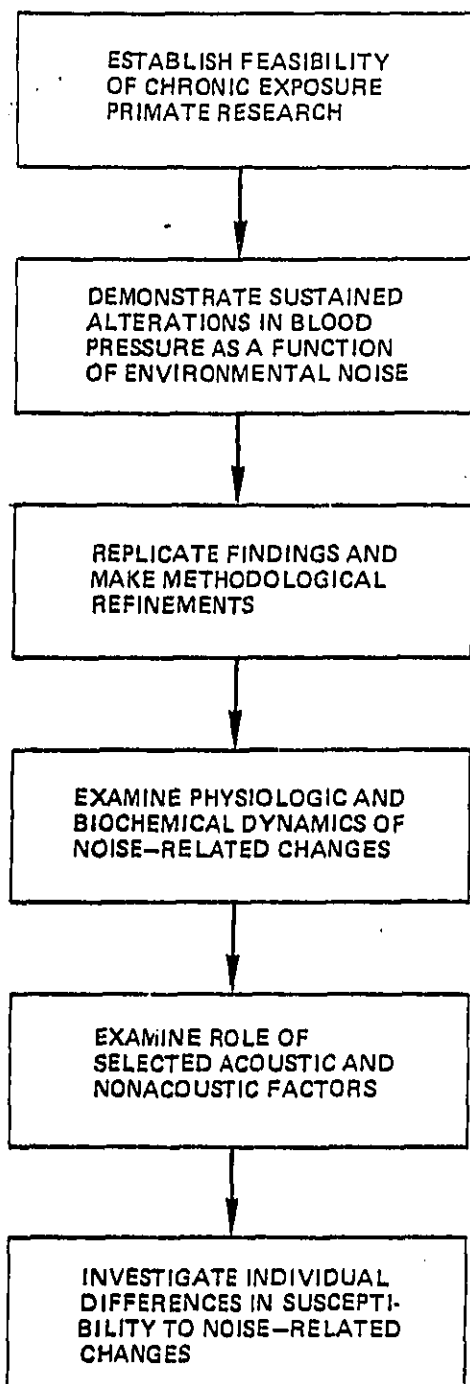 ESTABLISH FEASIBILITY
OF CHRONIC EXPOSURE
PRIMATE RESEARCH
DEMONSTRATE SUSTAINED
ALTERATIONS IN BLOOD
PRESSURE AS A FUNCTION
OF ENVIRONMENTAL NOISE
REPLICATE FINDINGS AND
MAKE METHODOLOGICAL
REFINEMENTS
EXAMINE PHYSIOLOGIC AND
BIOCHEMICAL DYNAMICS OF
NOISE–RELATED CHANGES
EXAMINE ROLE OF
SELECTED ACOUSTIC AND
NONACOUSTIC FACTORS
INVESTIGATE INDIVIDUAL
DIFFERENCES IN SUSCEPTI-
BILITY TO NOISE–RELATED
CHANGES